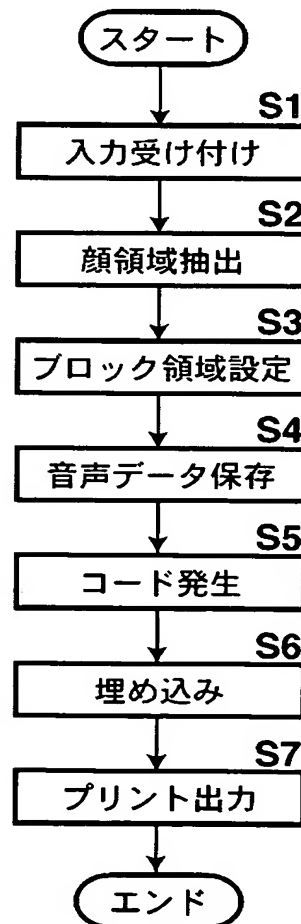 スタート
S1
入力受け付け
S2
顔領域抽出
S3
ブロック領域設定
S4
音声データ保存
S5
コード発生
S6
埋め込み
S7
プリント出力
エンド